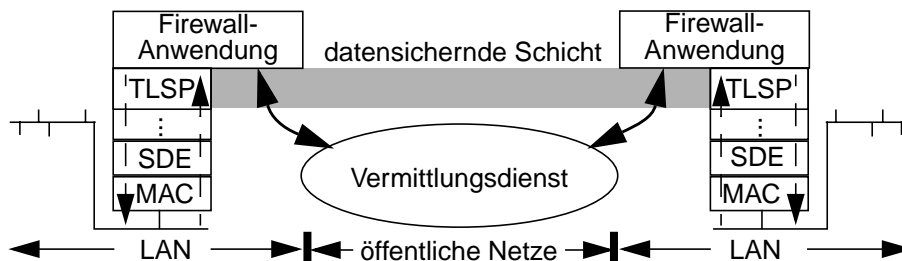 Firewall-
Anwendung
datensichernde Schicht
Firewall-
Anwendung
TLSP
TLSP
...
...
SDE
SDE
Vermittlungsdienst
MAC
MAC
LAN
öffentliche Netze
LAN